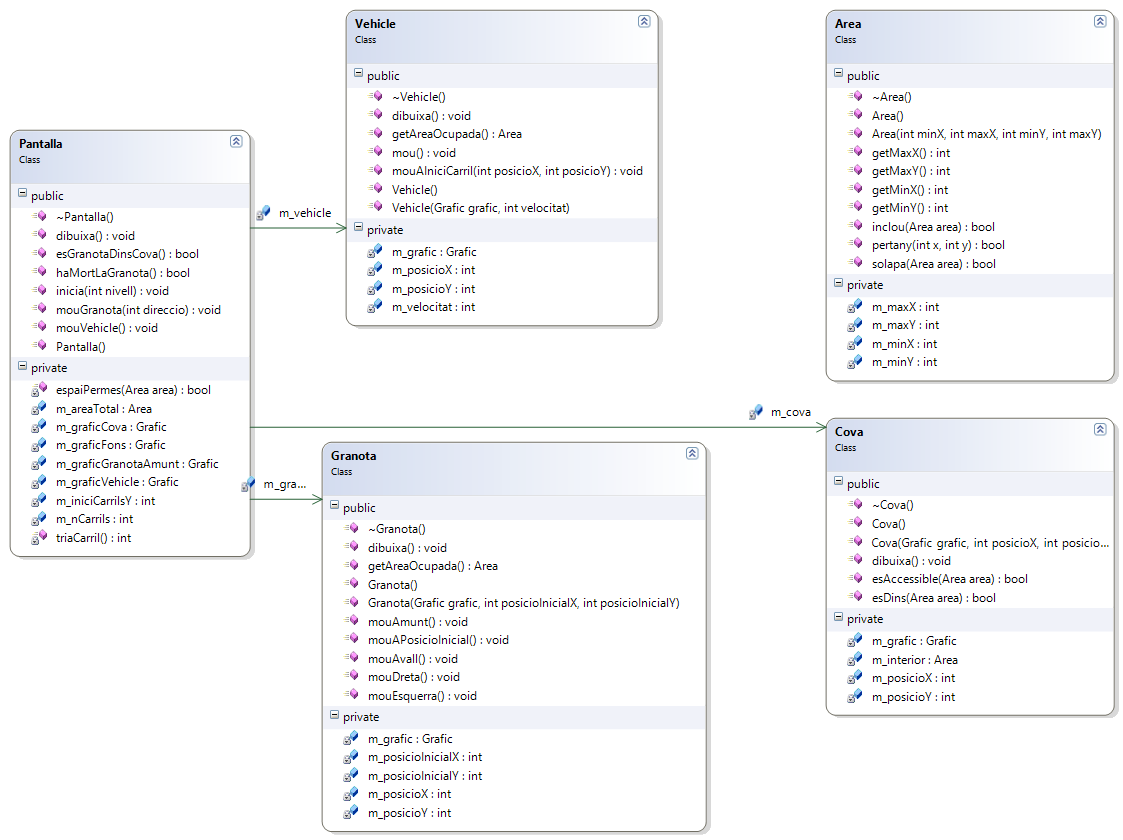 Pantalla
Class
public
~Pantalla()
dibuixa() : void
esGranotaDinsCova() : bool
haMortLaGranota() : bool
inicia(int nivell) : void
mouGranota(int direccio) : void
mouVehicle() : void
Pantalla()
private
espaiPermes(Area area) : bool
m_areaTotal : Area
m_graficCova : Grafic
m_graficFons : Grafic
m_graficGranotaAmunt : Grafic
m_graficVehicle : Grafic
m_iniciCarrilsY : int
m_nCarrils : int
triaCarril() : int
m_vehicle
Vehicle
Class
public
~Vehicle()
dibuixa() : void
getAreaOcupada() : Area
mou() : void
mouAIniciCarril(int posicioX, int posicioY) : void
Vehicle()
Vehicle(Grafic grafic, int velocitat)
private
m_grafic : Grafic
m_posicioX : int
m_posicioY : int
m_velocitat : int
Area
Class
public
~Area()
Area()
Area(int minX, int maxX, int minY, int maxY)
getMaxX() : int
getMaxY() : int
getMinX() : int
getMinY() : int
inclou(Area area) : bool
pertany(int x, int y) : bool
solapa(Area area) : bool
private
m_maxX : int
m_maxY : int
m_minX : int
m_minY : int
m_cova
m_gra...
Granota
Class
public
~Granota()
dibuixa() : void
getAreaOcupada() : Area
Granota()
Granota(Grafic grafic, int posicioInicialX, int posicioInicialY)
mouAmunt() : void
mouAPosicioInicial() : void
mouAvall() : void
mouDreta() : void
mouEsquerra() : void
private
m_grafic : Grafic
m_posicioInicialX : int
m_posicioInicialY : int
m_posicioX : int
m_posicioY : int
Cova
Class
public
~Cova()
Cova()
Cova(Grafic grafic, int posicioX, int posicio...
dibuixa() : void
esAccessible(Area area) : bool
esDins(Area area) : bool
private
m_grafic : Grafic
m_interior : Area
m_posicioX : int
m_posicioY : int